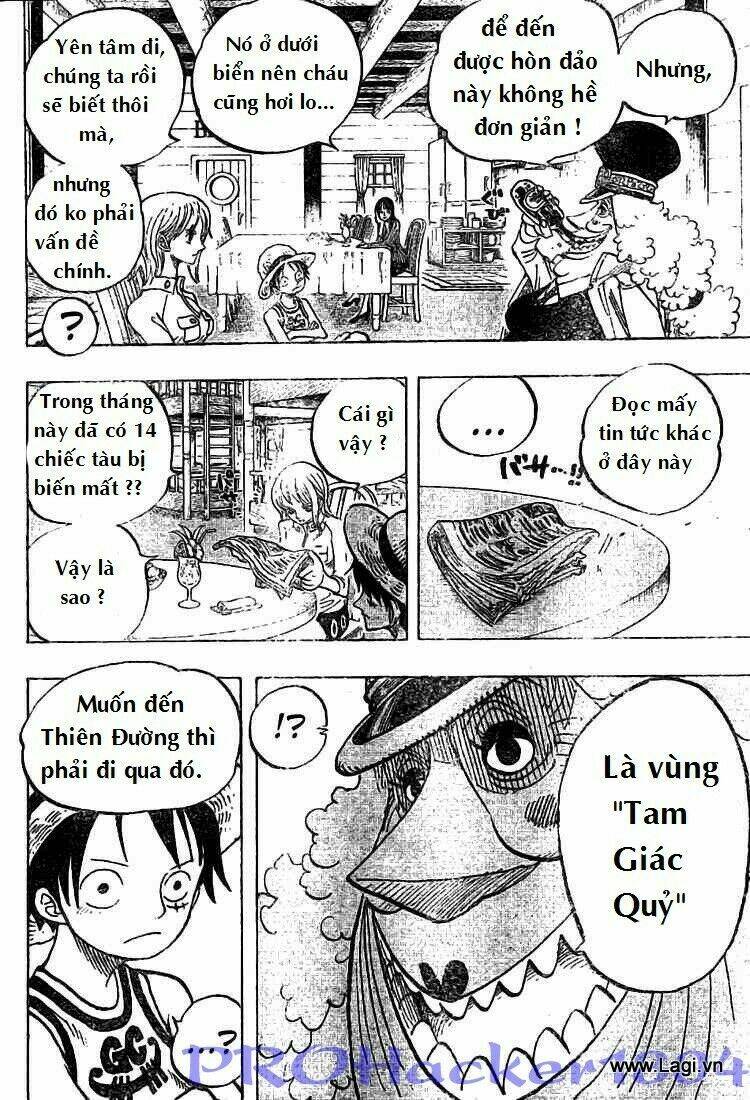 Nhưng,
để đến
được hòn đảo
này không hề
đơn giản !
Nó ở dưới
biển nên cháu
cũng hơi lo...
Yên tâm đi,
chúng ta rồi
sẽ biết thôi
mà,
nhưng
đó ko phải
vấn đề
chính.
?
Đọc mấy
tin tức khác
ở đây này
...
バサ...!!
Cái gì
vậy ?
Trong tháng
này đã có 14
chiếc tàu bị
biến mất ??
Vậy là
sao ?
Là vùng
"Tam
Giác
Quỷ"
!?
Muốn đến
Thiên Đường thì
phải đi qua đó.
...?
GC
PROHacker1004
www.Lagi.vn